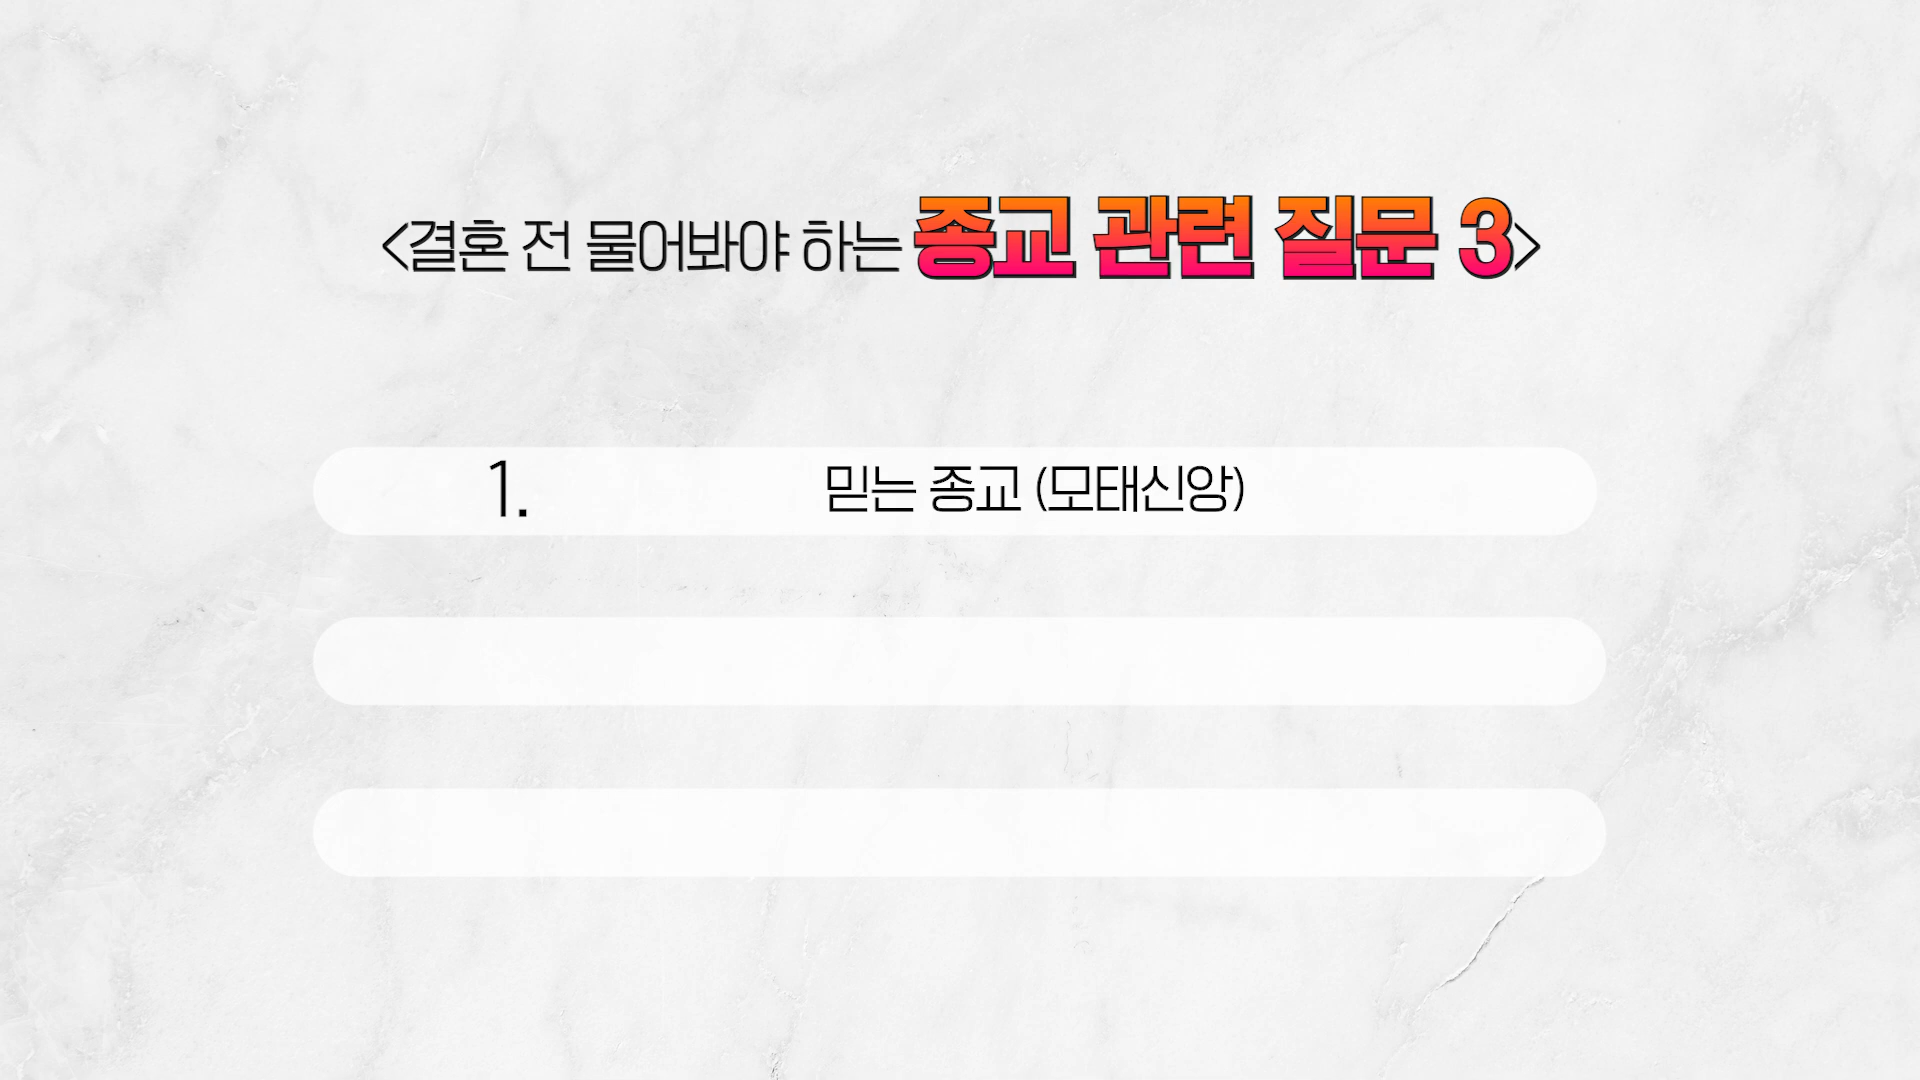 <결혼 전 물어봐야 하는 종교 관련 질문 3>
1. 믿는 종교 (모태신앙)